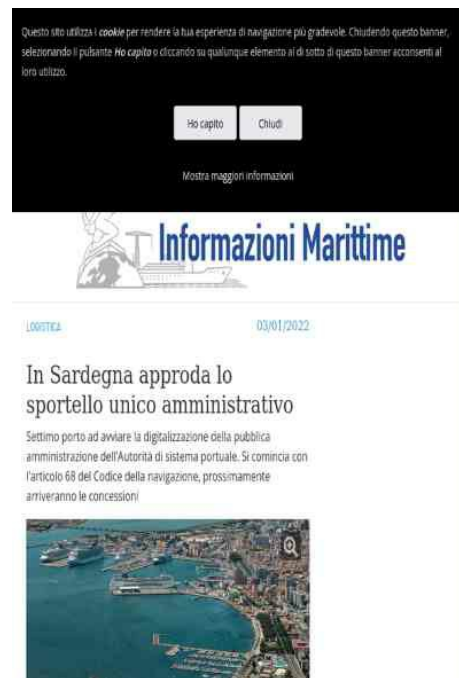 Questo sito utilizza i cookie per rendere la tua esperienza di navigazione più gradevole. Chiudendo questo banner,
selezionando il pulsante Ho capito o cliccando su qualunque elemento al di sotto di questo banner acconsenti al
loro utilizzo.
Ho capito Chiudi
Mostra maggiori informazioni
Informazioni Marittime
LOGISTICA 03/01/2022
In Sardegna approda lo
sportello unico amministrativo
Settimo porto ad avviare la digitalizzazione della pubblica
amministrazione dell'Autorità di sistema portuale. Si comincia con
l'articolo 68 del Codice della navigazione, prossimamente
arriveranno le concessioni